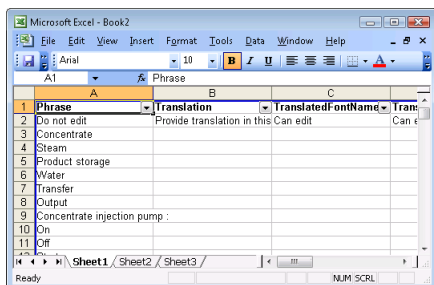 Microsoft Excel - Book2
File Edit View Insert Format Tools Data Window Help
Arial 10 B I U A
A1 fx Phrase
A B C
1 Phrase Translation TranslatedFontName Trans
2 Do not edit Provide translation in this Can edit Can e
3 Concentrate
4 Steam
5 Product storage
6 Water
7 Transfer
8 Output
9 Concentrate injection pump :
10 On
11 Off
Sheet1 Sheet2 Sheet3
Ready NUM SCRL